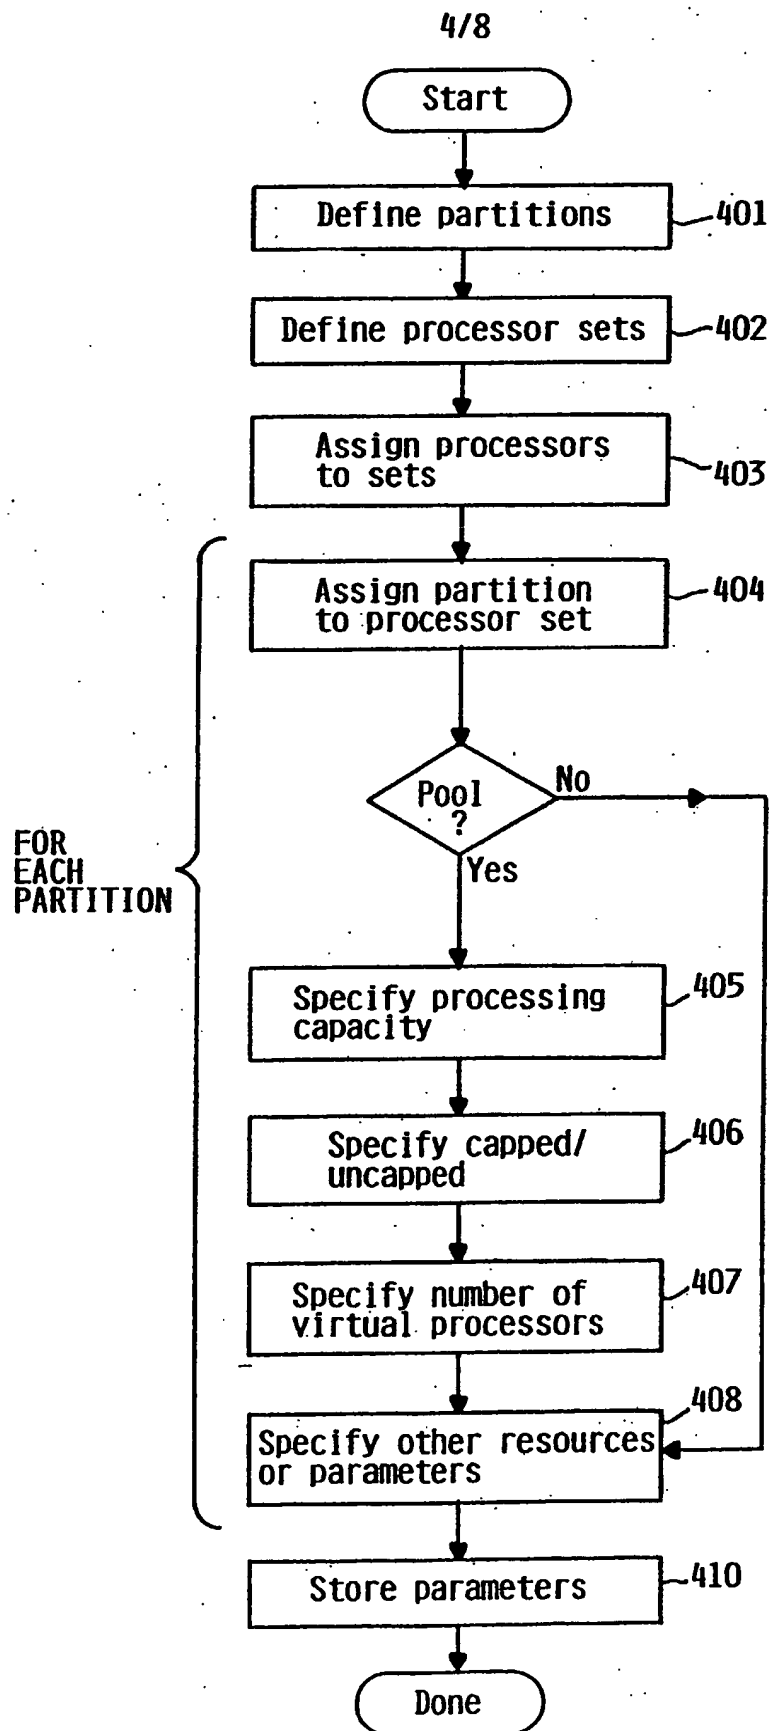 4/8
Start
Define partitions
401
Define processor sets
402
Assign processors
to sets
403
Assign partition
to processor set
404
Pool
?
No
Yes
FOR
EACH
PARTITION
Specify processing
capacity
405
Specify capped/
uncapped
406
Specify number of
virtual processors
407
408
Specify other resources
or parameters
Store parameters
410
Done